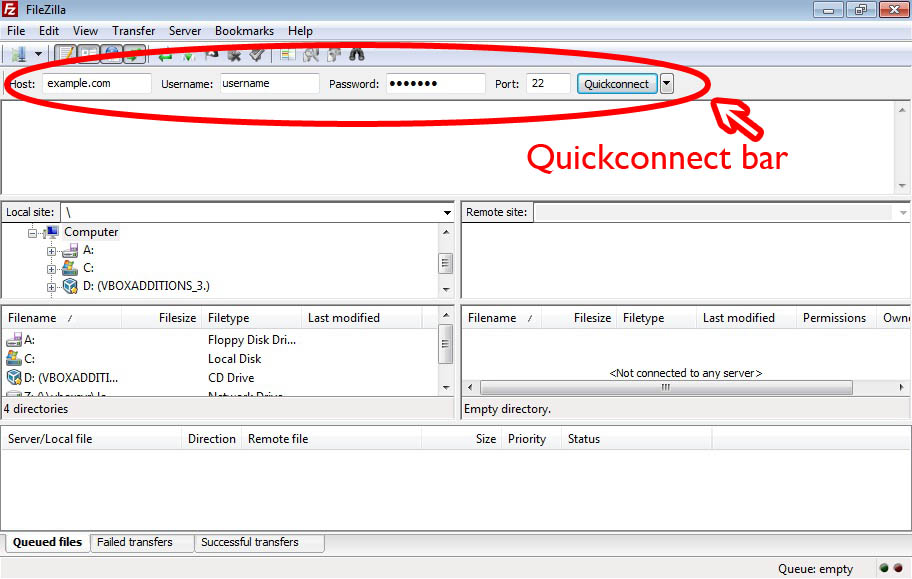 FileZilla
File Edit View Transfer Server Bookmarks Help
Host: example.com Username: username Password: ••••••• Port: 22 Quickconnect
Quickconnect bar
Local site: \ Remote site:
Computer
A:
C:
D: (VBOXADDITIONS_3.)
Filename / Filesize Filetype Last modified
Filename / Filesize Filetype Last modified Permissions Owne
A: Floppy Disk Dri...
C: Local Disk
D: (VBOXADDITI... CD Drive
<Not connected to any server>
Network Drive
4 directories
Empty directory.
Server/Local file Direction Remote file Size Priority Status
Queued files Failed transfers Successful transfers
Queue: empty